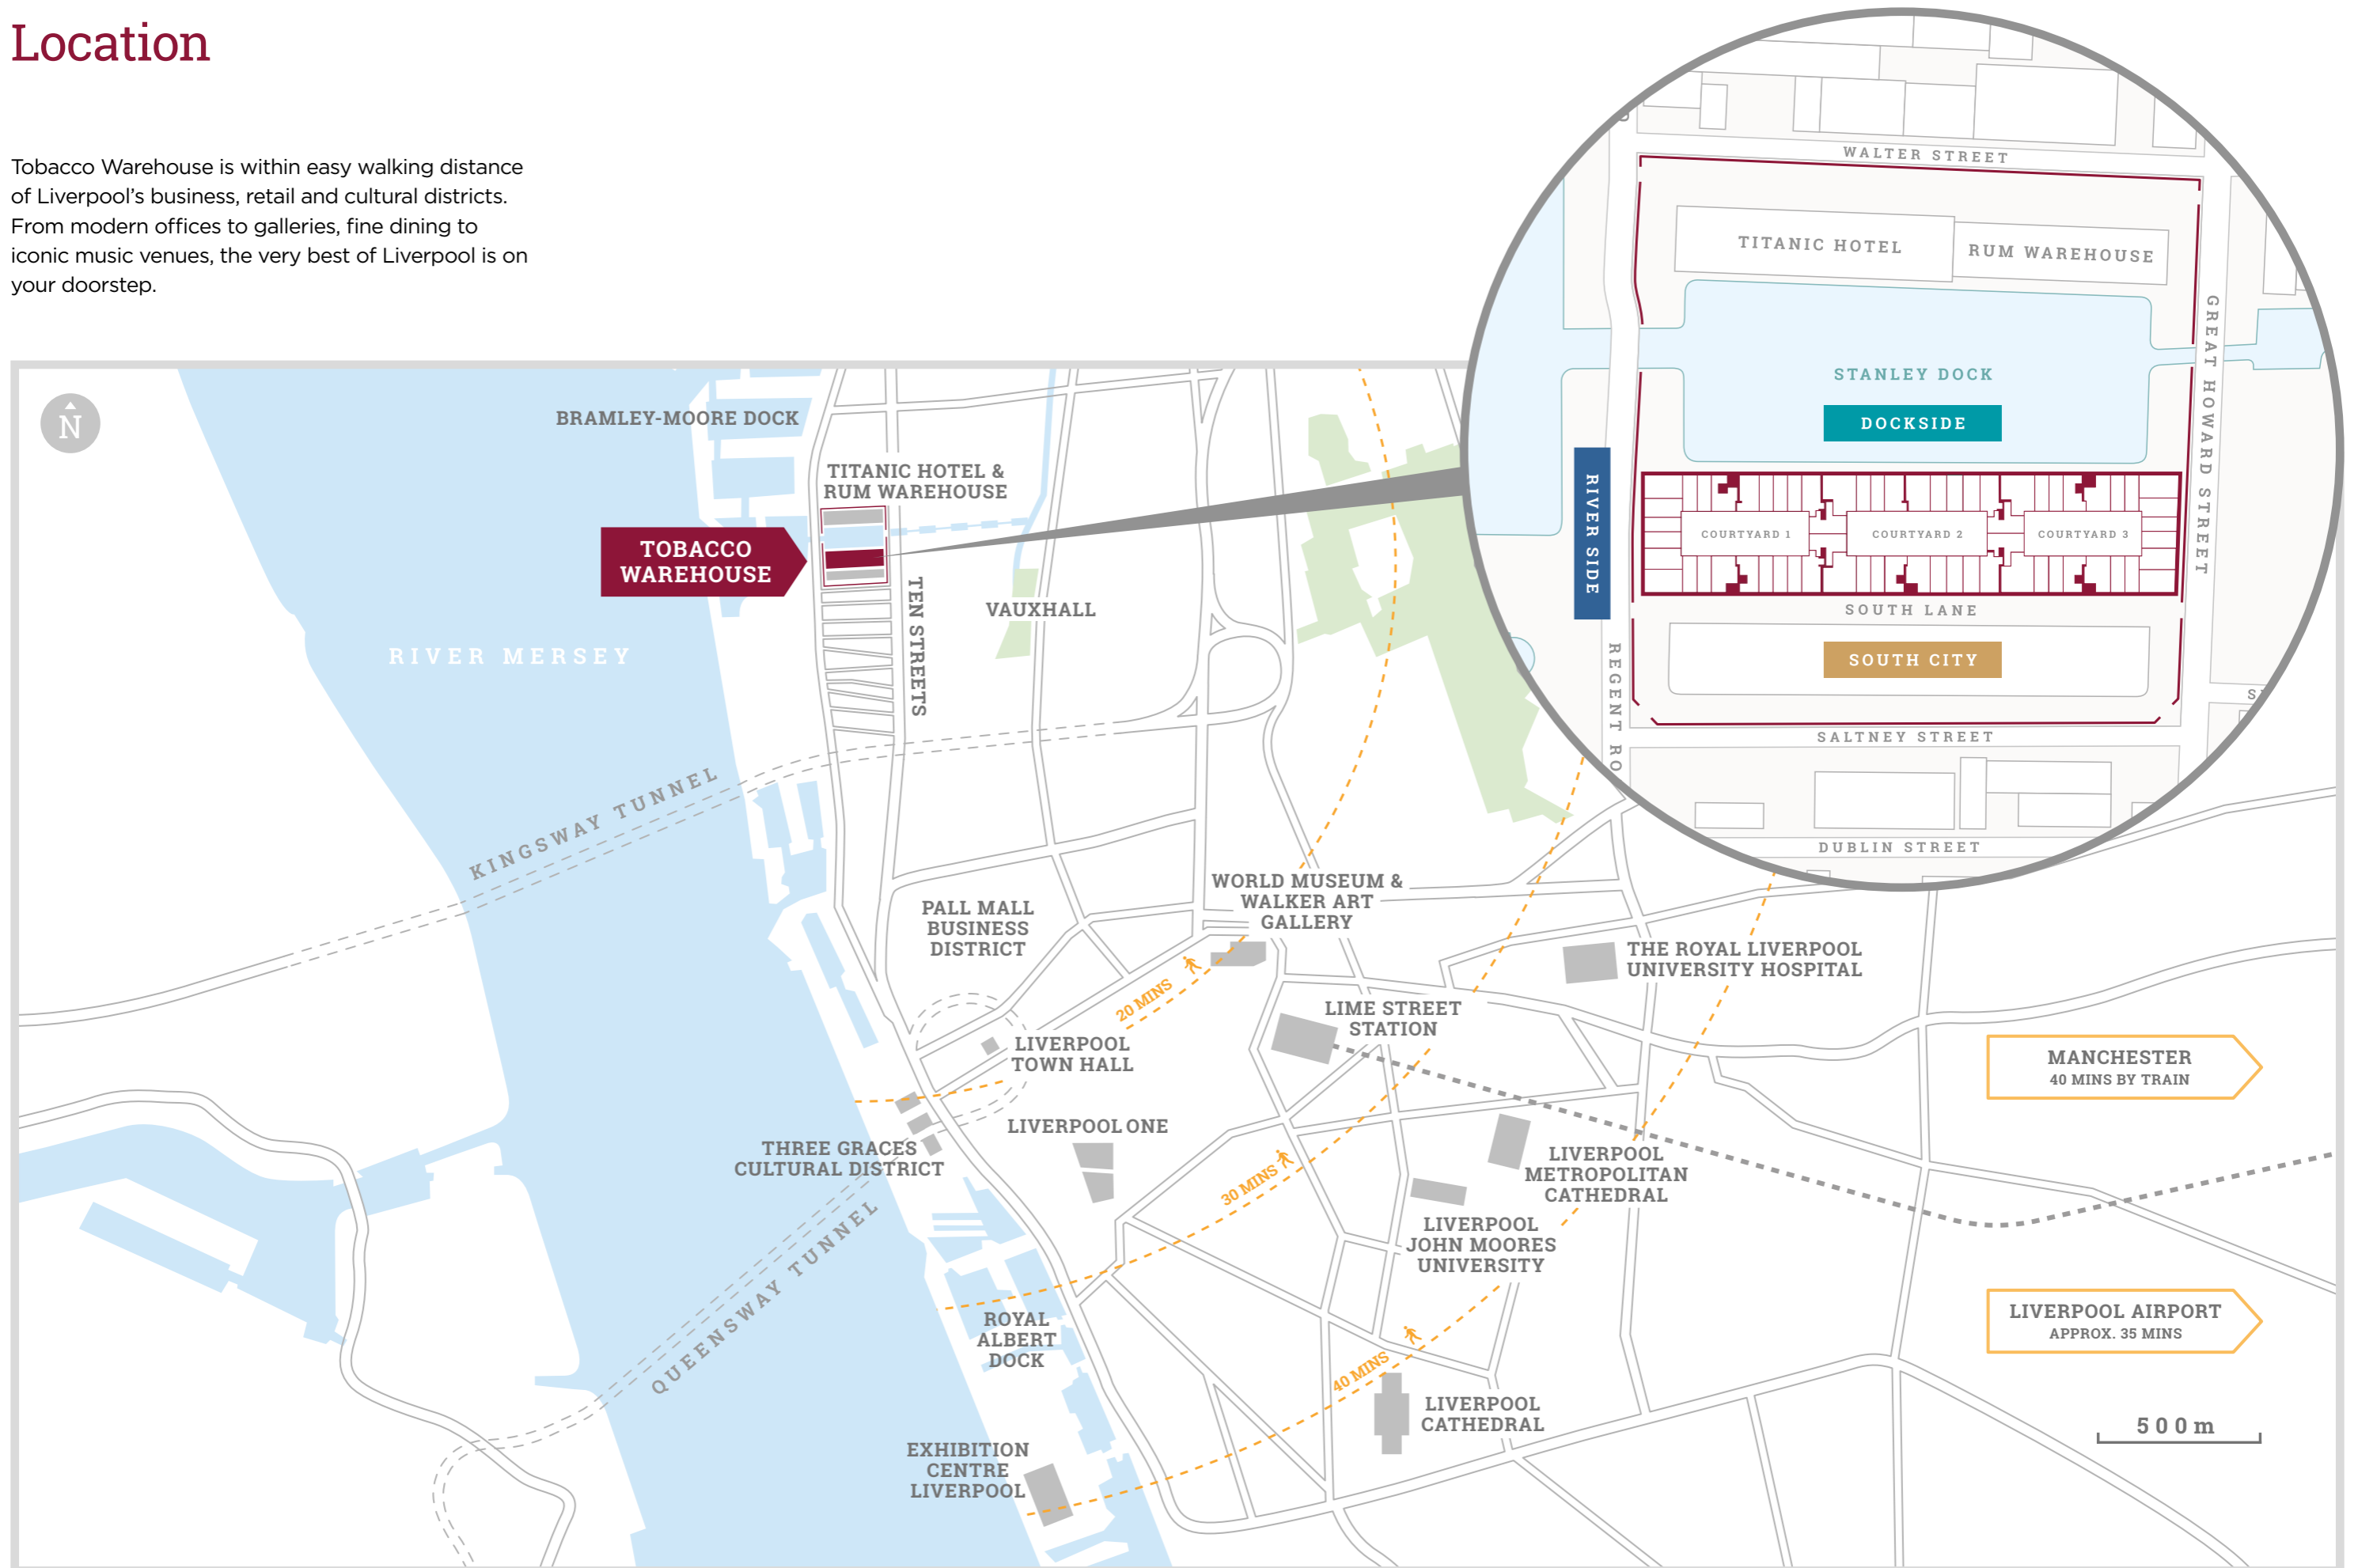 Location
Tobacco Warehouse is within easy walking distance
of Liverpool's business, retail and cultural districts.
From modern offices to galleries, fine dining to
iconic music venues, the very best of Liverpool is on
your doorstep.
WALTER STREET
TITANIC HOTEL
RUM WAREHOUSE
GREAT HOWARD STREET
STANLEY DOCK
DOCKSIDE
RIVER SIDE
COURTYARD 1
COURTYARD 2
COURTYARD 3
SOUTH LANE
SOUTH CITY
REGENT RO
SALTNEY STREET
DUBLIN STREET
N
BRAMLEY-MOORE DOCK
TITANIC HOTEL &
RUM WAREHOUSE
TOBACCO
WAREHOUSE
TEN STREETS
VAUXHALL
RIVER MERSEY
KINGSWAY TUNNEL
WORLD MUSEUM &
WALKER ART
GALLERY
PALL MALL
BUSINESS
DISTRICT
THE ROYAL LIVERPOOL
UNIVERSITY HOSPITAL
20 MINS
LIME STREET
STATION
LIVERPOOL
TOWN HALL
MANCHESTER
40 MINS BY TRAIN
LIVERPOOL ONE
THREE GRACES
CULTURAL DISTRICT
LIVERPOOL
METROPOLITAN
CATHEDRAL
30 MINS
LIVERPOOL
JOHN MOORES
UNIVERSITY
QUEENSWAY TUNNEL
ROYAL
ALBERT
DOCK
LIVERPOOL AIRPORT
APPROX. 35 MINS
40 MINS
LIVERPOOL
CATHEDRAL
500m
EXHIBITION
CENTRE
LIVERPOOL